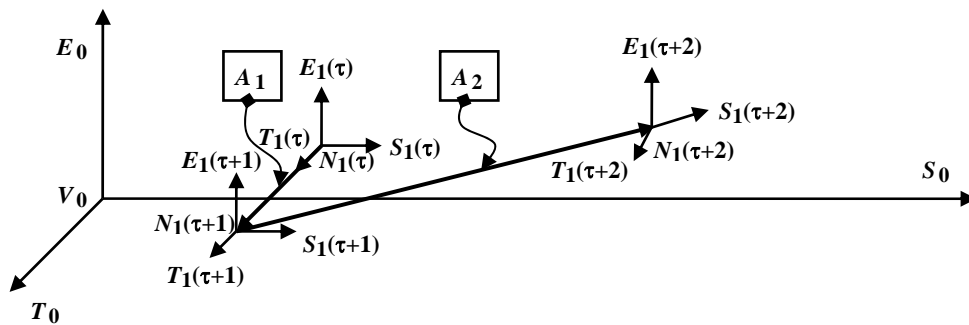 E0
A1
E1(τ)
A2
E1(τ+2)
S1(τ+2)
T1(τ)
S1(τ)
N1(τ)
N1(τ+2)
E1(τ+1)
T1(τ+2)
V0
S0
N1(τ+1)
S1(τ+1)
T1(τ+1)
T0